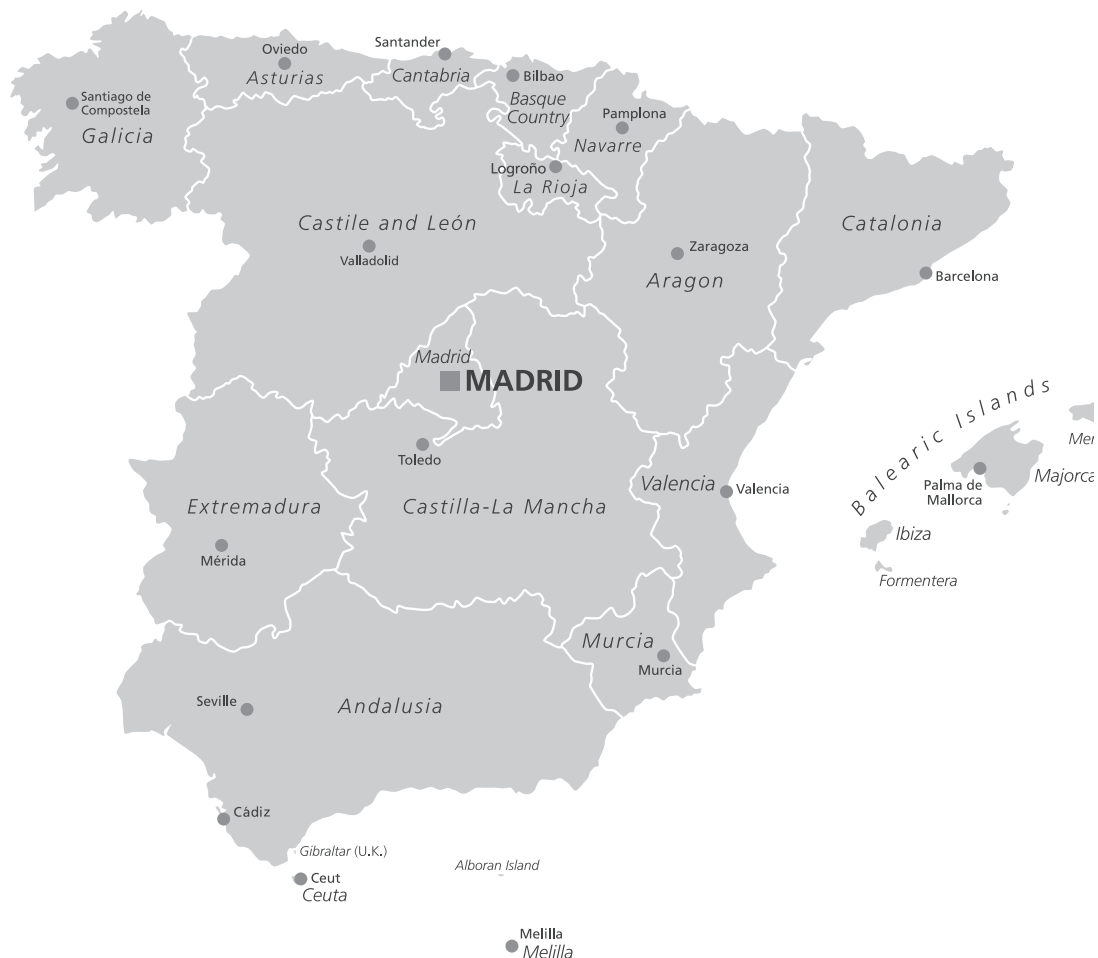 Santander
Oviedo
Asturias
Cantabria
Bilbao
Basque
Country
Santiago de
Compostela
Galicia
Pamplona
Navarre
Logroño
La Rioja
Castile and León
Valladolid
Catalonia
Zaragoza
Aragon
Barcelona
Madrid
MADRID
Balearic Islands
Mer
Majorca
Palma de
Mallorca
Toledo
Castilla-La Mancha
Valencia
Valencia
Extremadura
Mérida
Ibiza
Formentera
Murcia
Murcia
Seville
Andalusia
Cádiz
Gibraltar (U.K.)
Ceut
Ceuta
Alboran Island
Melilla
Melilla